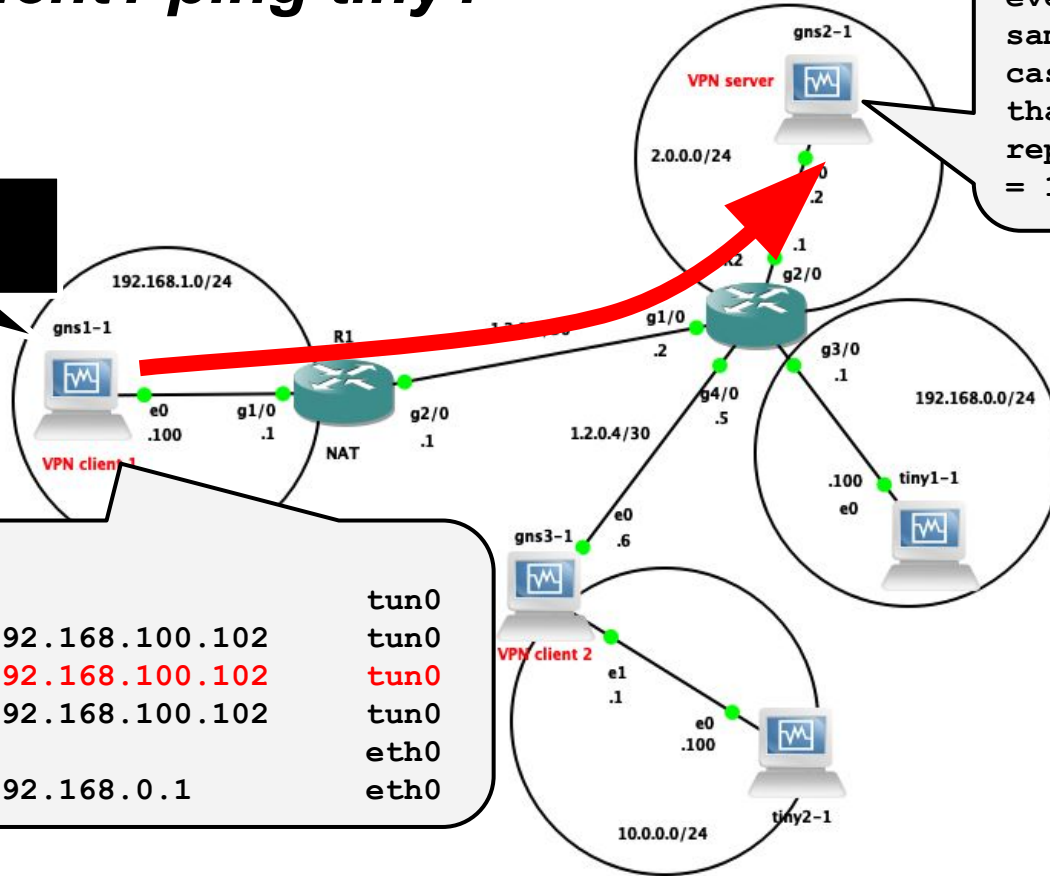 ping tiny1
gns2-1
VPN server
2.0.0.0/24
.2
.1
g2/0
= 1
192.168.1.0/24
gns1-1
R1
g1/0
.2
g3/0
.1
192.168.0.0/24
e0
.100
g1/0
.1
g2/0
.1
NAT
VPN client 1
g4/0
.5
1.2.0.4/30
.100
e0
tiny1-1
gns3-1
e0
.6
VPN client 2
e1
.1
e0
.100
tiny2-1
10.0.0.0/24
tun0
92.168.100.102 tun0
92.168.100.102 tun0
92.168.100.102 tun0
eth0
92.168.0.1 eth0